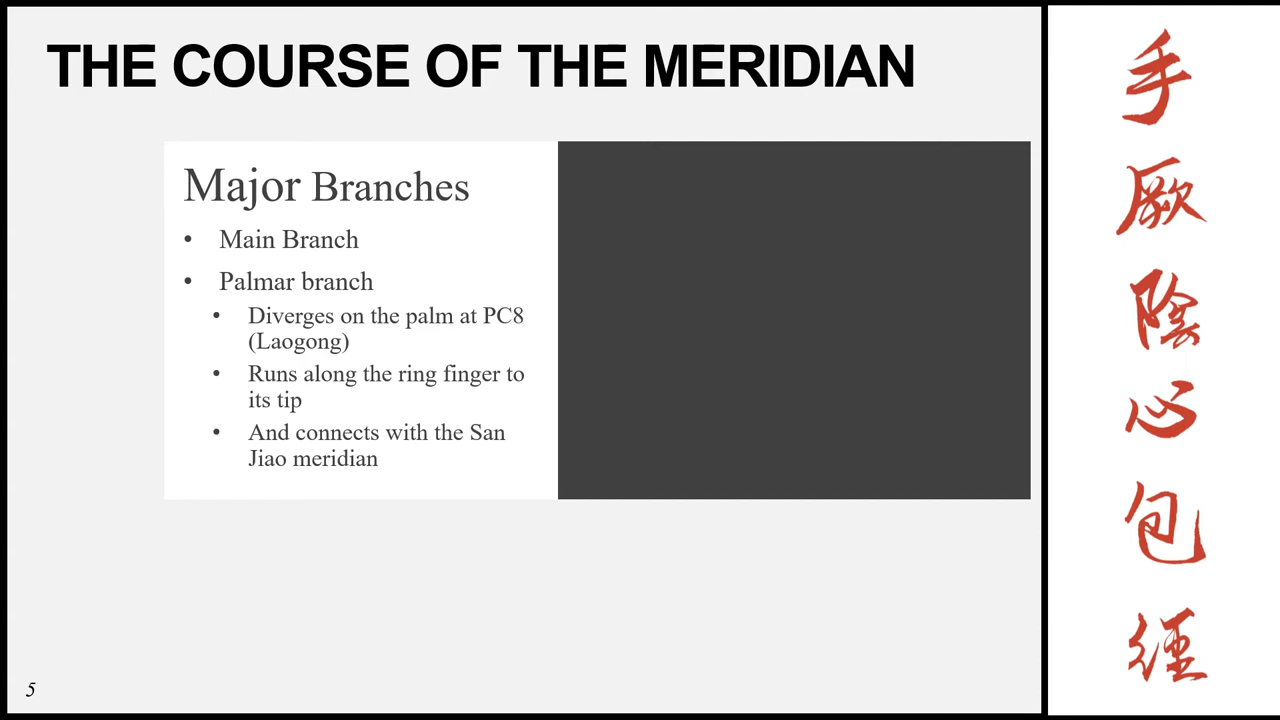 THE COURSE OF THE MERIDIAN
Major Branches
• Main Branch
• Palmar branch
• Diverges on the palm at PC8
(Laogong)
• Runs along the ring finger to
its tip
• And connects with the San
Jiao meridian
5
手
厥
陰
心
包
經